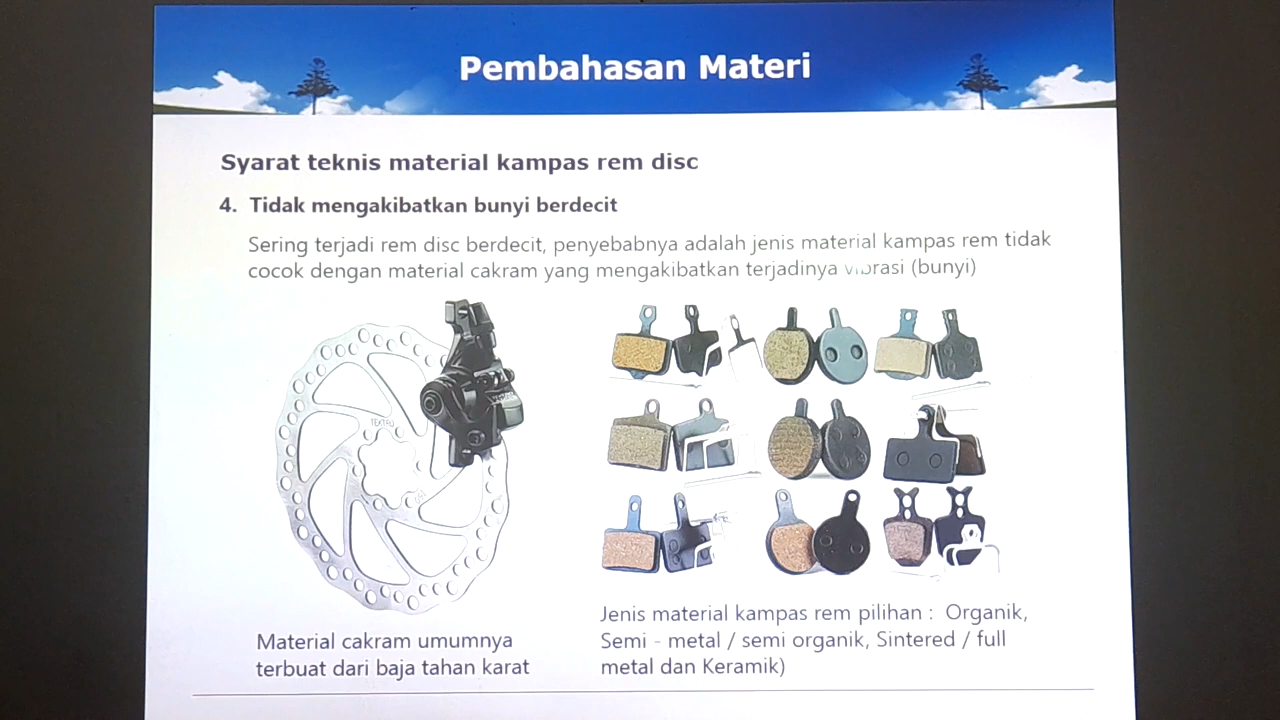 Pembahasan Materi
Syarat teknis material kampas rem disc
4. Tidak mengakibatkan bunyi berdecit
Sering terjadi rem disc berdecit, penyebabnya adalah jenis material kampas rem tidak
cocok dengan material cakram yang mengakibatkan terjadinya vibrasi (bunyi)
TEKTRO
Material cakram umumnya
terbuat dari baja tahan karat
Jenis material kampas rem pilihan : Organik,
Semi - metal / semi organik, Sintered / full
metal dan Keramik)